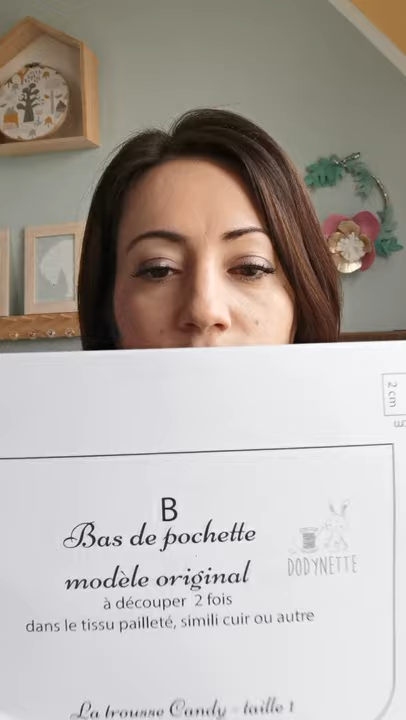 2 cm
B
Bas de pochette
DODYNETTE
modèle original
à découper 2 fois
dans le tissu pailleté, simili cuir ou autre
La trousse Candy - taille 1